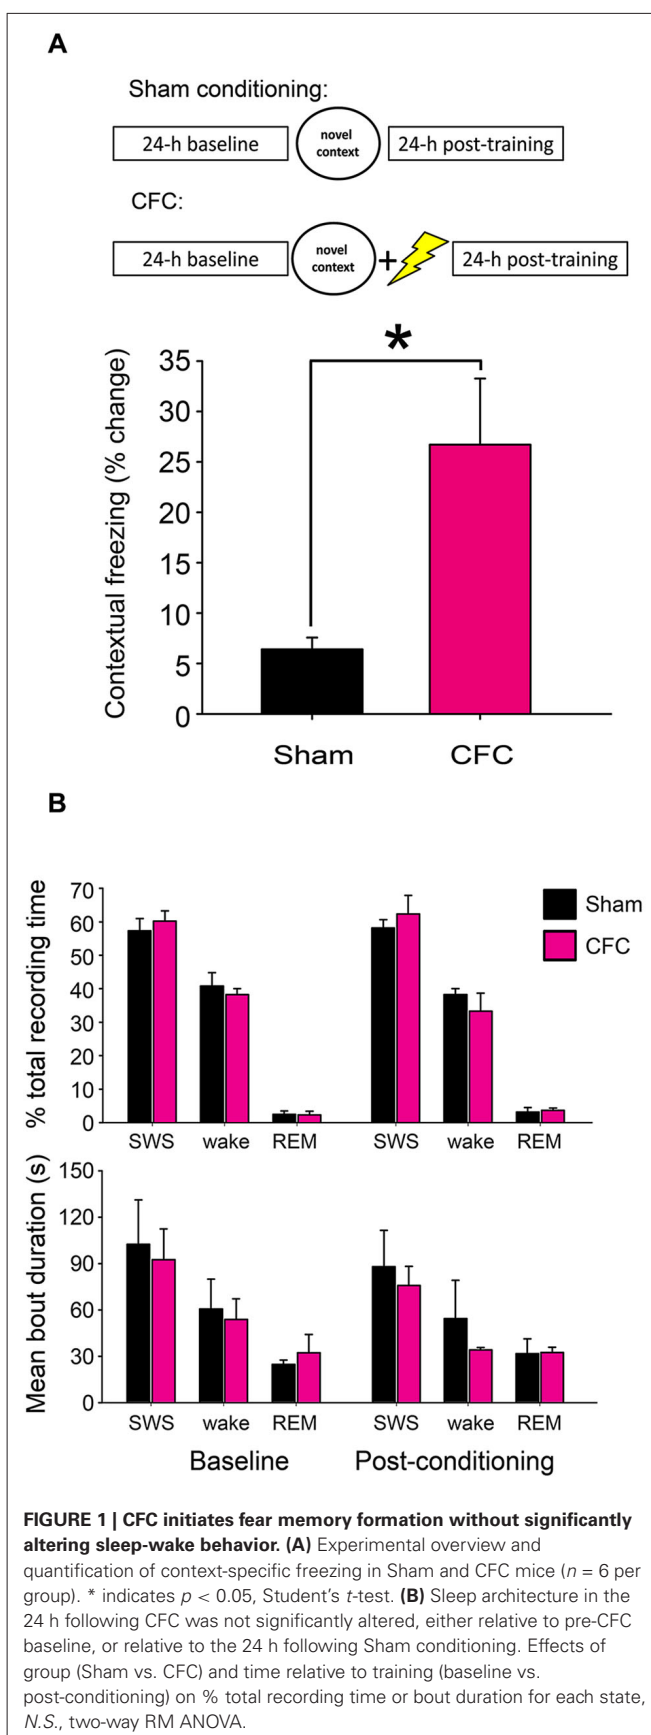 A
Sham conditioning:
24-h baseline
novel
context
24-h post-training
CFC:
24-h baseline
novel
context
+
24-h post-training
*
Contextual freezing (% change)
35
30
25
20
15
10
5
0
Sham
CFC
B
% total recording time
70
60
50
40
30
20
10
0
Sham
CFC
SWS wake REM SWS wake REM
Mean bout duration (s)
150
120
90
60
30
0
SWS wake REM SWS wake REM
Baseline Post-conditioning
FIGURE 1 | CFC initiates fear memory formation without significantly
altering sleep-wake behavior. (A) Experimental overview and
quantification of context-specific freezing in Sham and CFC mice (n = 6 per
group). * indicates p < 0.05, Student’s t-test. (B) Sleep architecture in the
24 h following CFC was not significantly altered, either relative to pre-CFC
baseline, or relative to the 24 h following Sham conditioning. Effects of
group (Sham vs. CFC) and time relative to training (baseline vs.
post-conditioning) on % total recording time or bout duration for each state,
N.S., two-way RM ANOVA.